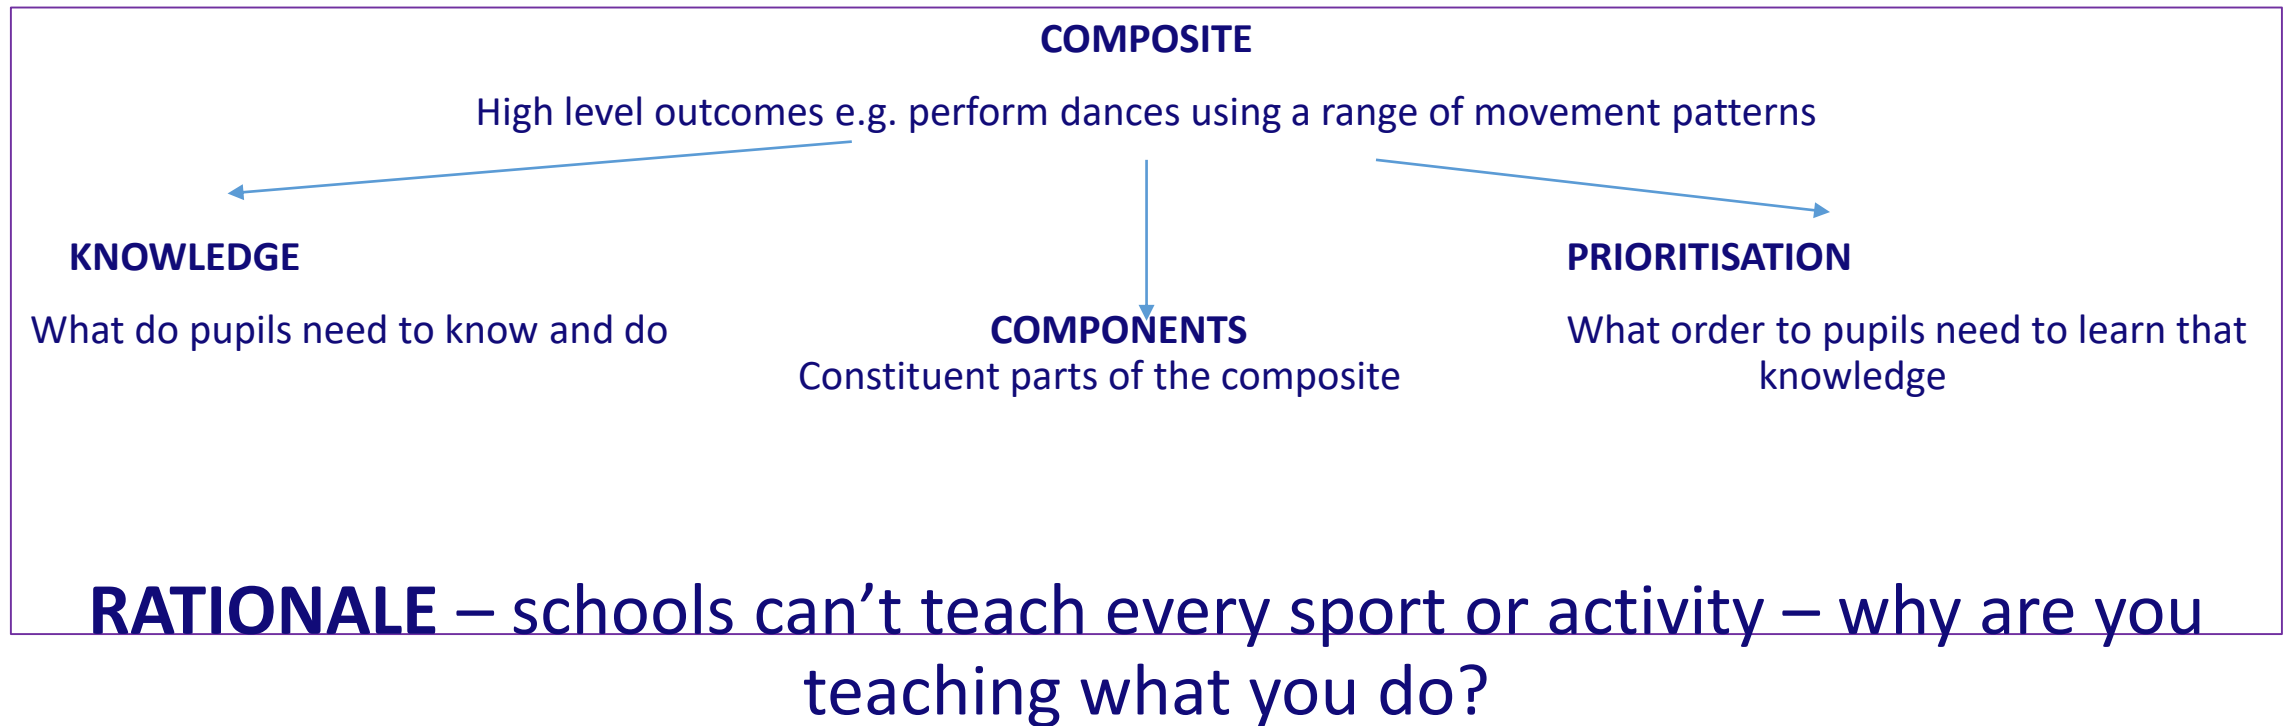 COMPOSITE
High level outcomes e.g. perform dances using a range of movement patterns
KNOWLEDGE
What do pupils need to know and do
COMPONENTS
Constituent parts of the composite
PRIORITISATION
What order to pupils need to learn that
knowledge
RATIONALE – schools can’t teach every sport or activity – why are you
teaching what you do?